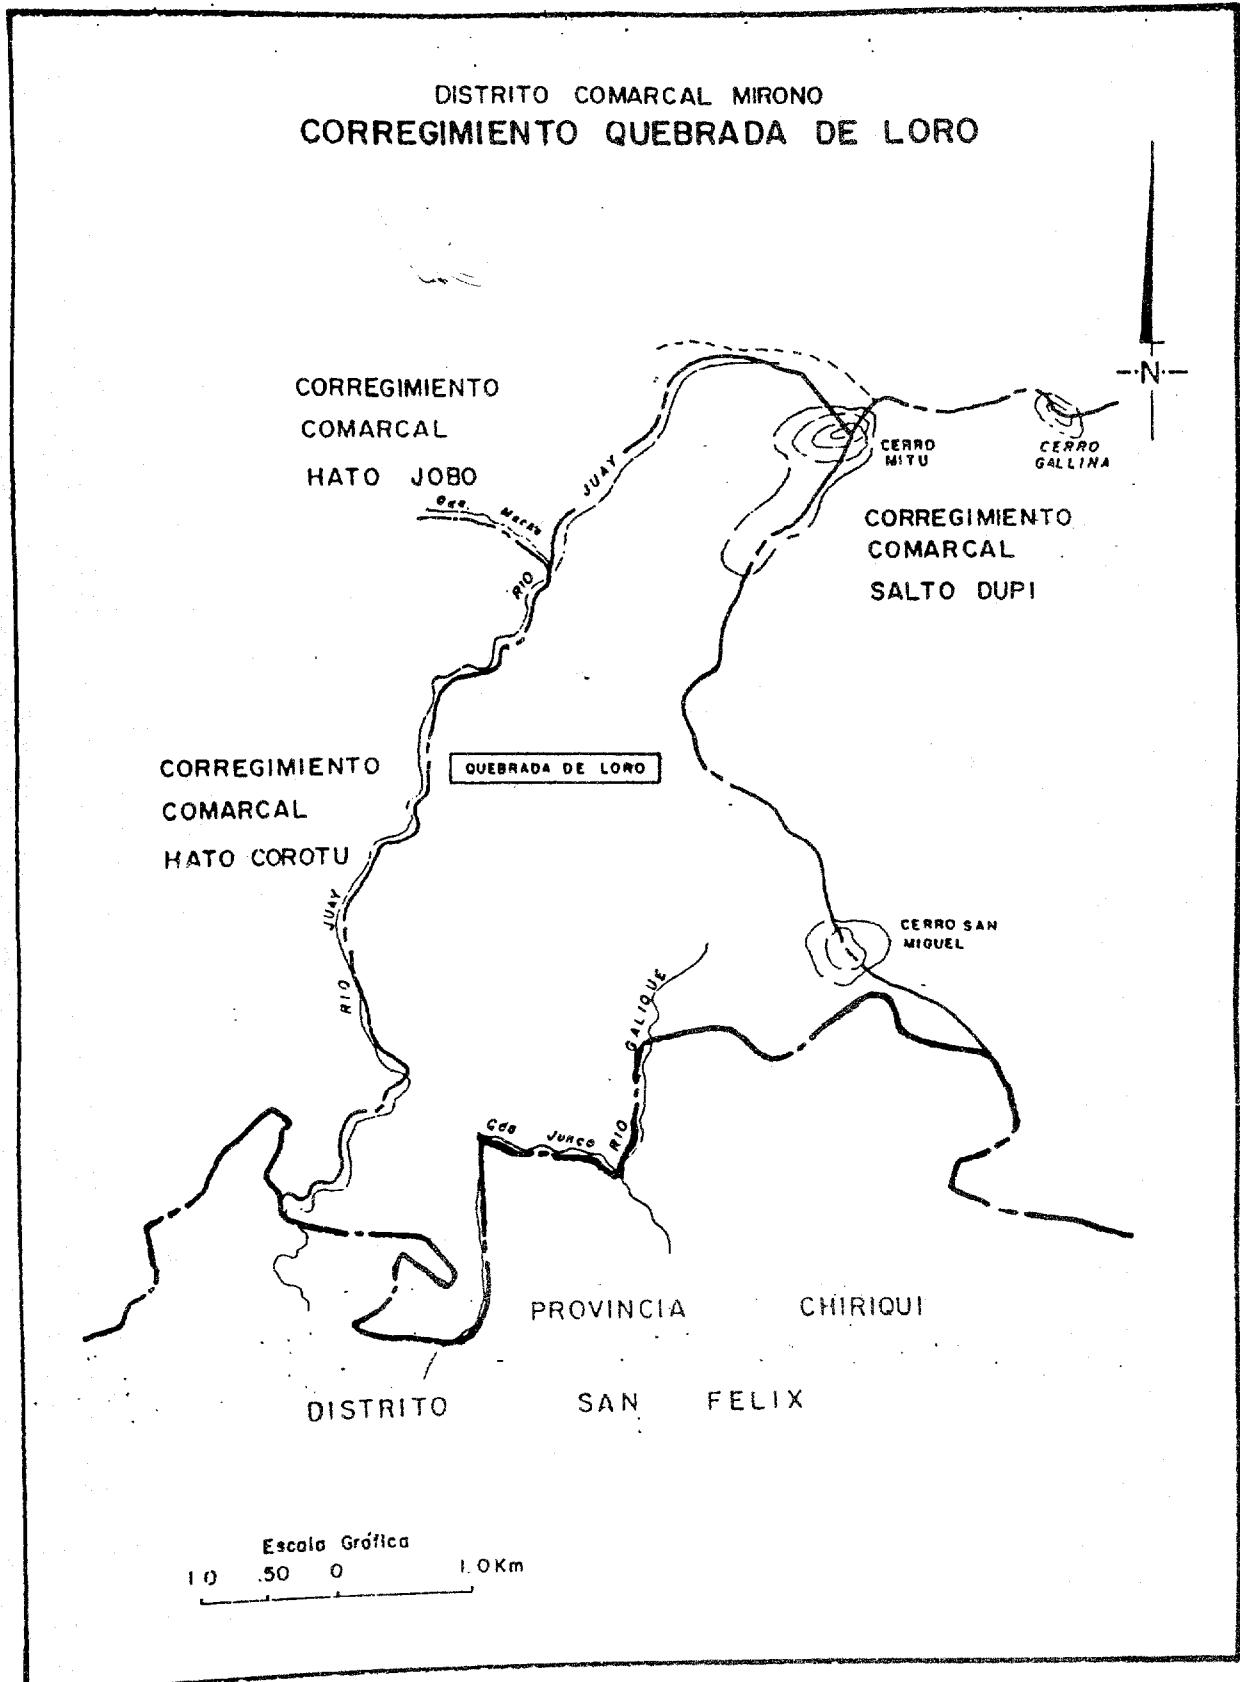 DISTRITO COMARCAL MIRONO
CORREGIMIENTO QUEBRADA DE LORO
N
CORREGIMIENTO
COMARCAL
HATO JOBO
JUAY
RIO
CERRO
MITU
CERRO
GALLINA
CORREGIMIENTO
COMARCAL
SALTO DUPI
CORREGIMIENTO
COMARCAL
HATO COROTU
QUEBRADA DE LORO
JUAY
RIO
CERRO SAN
MIGUEL
GALIQUE
RIO
Qda Junco
PROVINCIA CHIRIQUI
DISTRITO SAN FELIX
Escala Gráfica
1 0 .50 0 1.0 Km